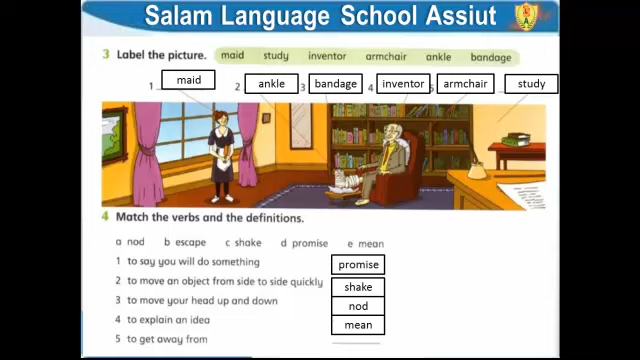 Salam Language School Assiut
3 Label the picture. maid study inventor armchair ankle bandage
1 maid 2 ankle 3 bandage 4 inventor armchair study
4 Match the verbs and the definitions.
a nod b escape c shake d promise e mean
1 to say you will do something promise
2 to move an object from side to side quickly shake
3 to move your head up and down nod
4 to explain an idea mean
5 to get away from